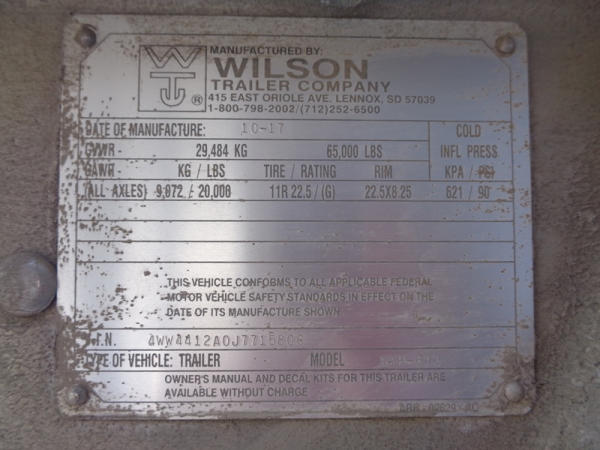 MANUFACTURED BY:
WILSON
TRAILER COMPANY
415 EAST ORIOLE AVE. LENNOX, SD 57039
1-800-798-2002/(712)252-6500
WT ®
DATE OF MANUFACTURE: 10-17 COLD
GVWR - 29,484 KG 65,000 LBS INFL PRESS
GAWR - KG / LBS TIRE / RATING RIM KPA / PSI
(ALL AXLES) 9,072 / 20,000 11R 22.5 / (G) 22.5X8.25 621 / 90
THIS VEHICLE CONFORMS TO ALL APPLICABLE FEDERAL
MOTOR VEHICLE SAFETY STANDARDS IN EFFECT ON THE
DATE OF ITS MANUFACTURE SHOWN
V.I.N. 4WW4412A0J7715808
TYPE OF VEHICLE: TRAILER MODEL
OWNER'S MANUAL AND DECAL KITS FOR THIS TRAILER ARE
AVAILABLE WITHOUT CHARGE